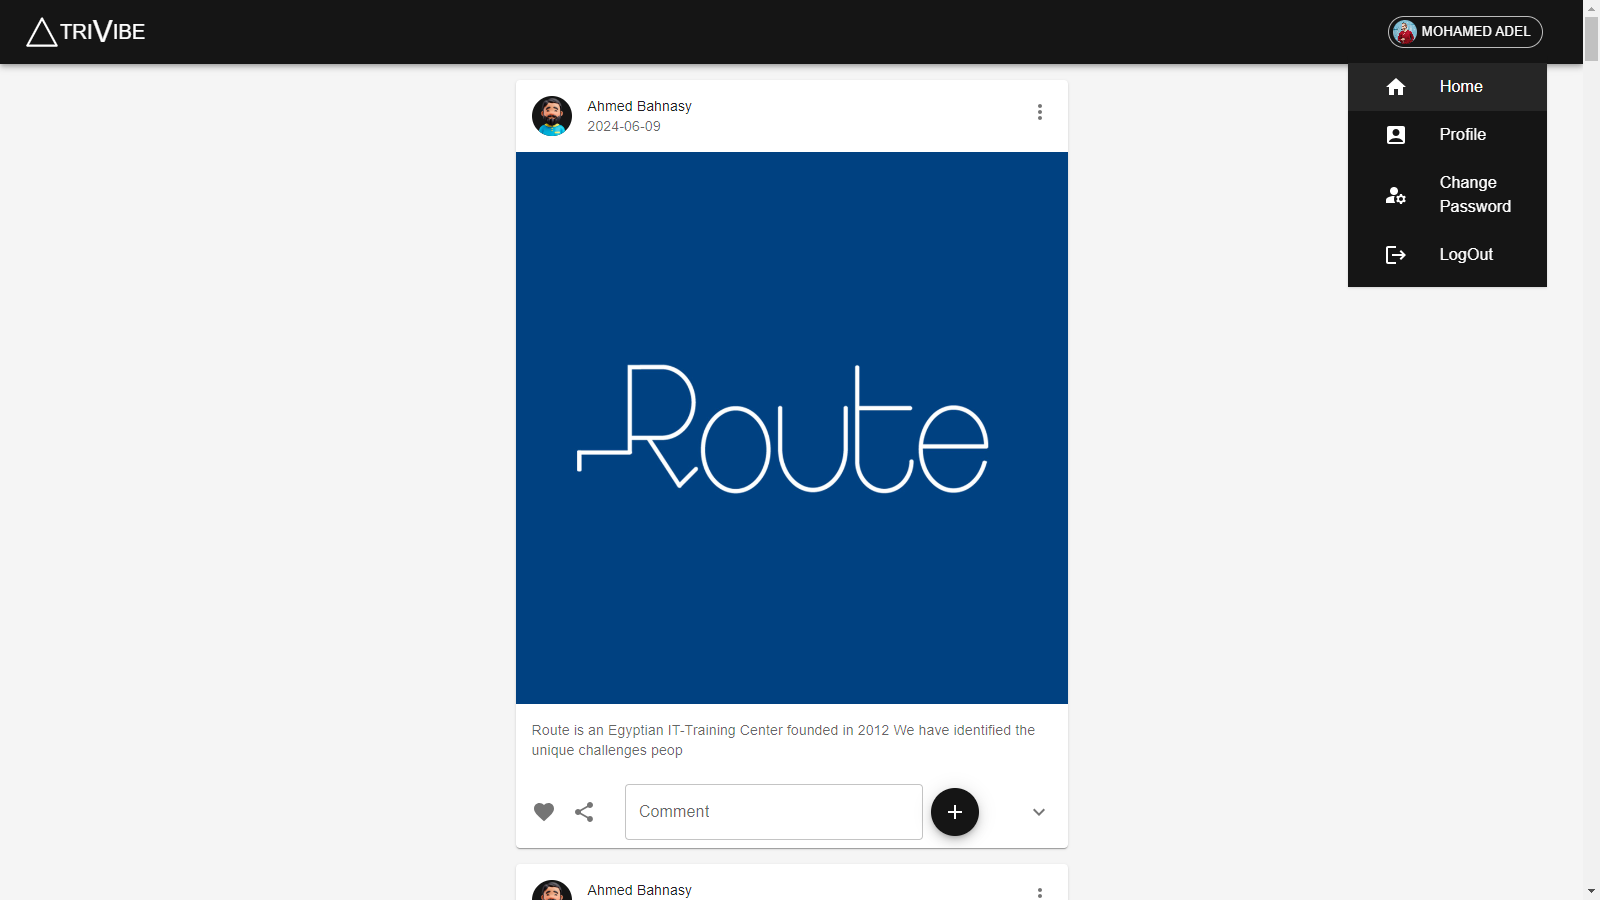 TRIVIBE
MOHAMED ADEL
Home
Profile
Change
Password
LogOut
Ahmed Bahnasy
2024-06-09
Route
Route is an Egyptian IT-Training Center founded in 2012 We have identified the
unique challenges peop
Comment
Ahmed Bahnasy